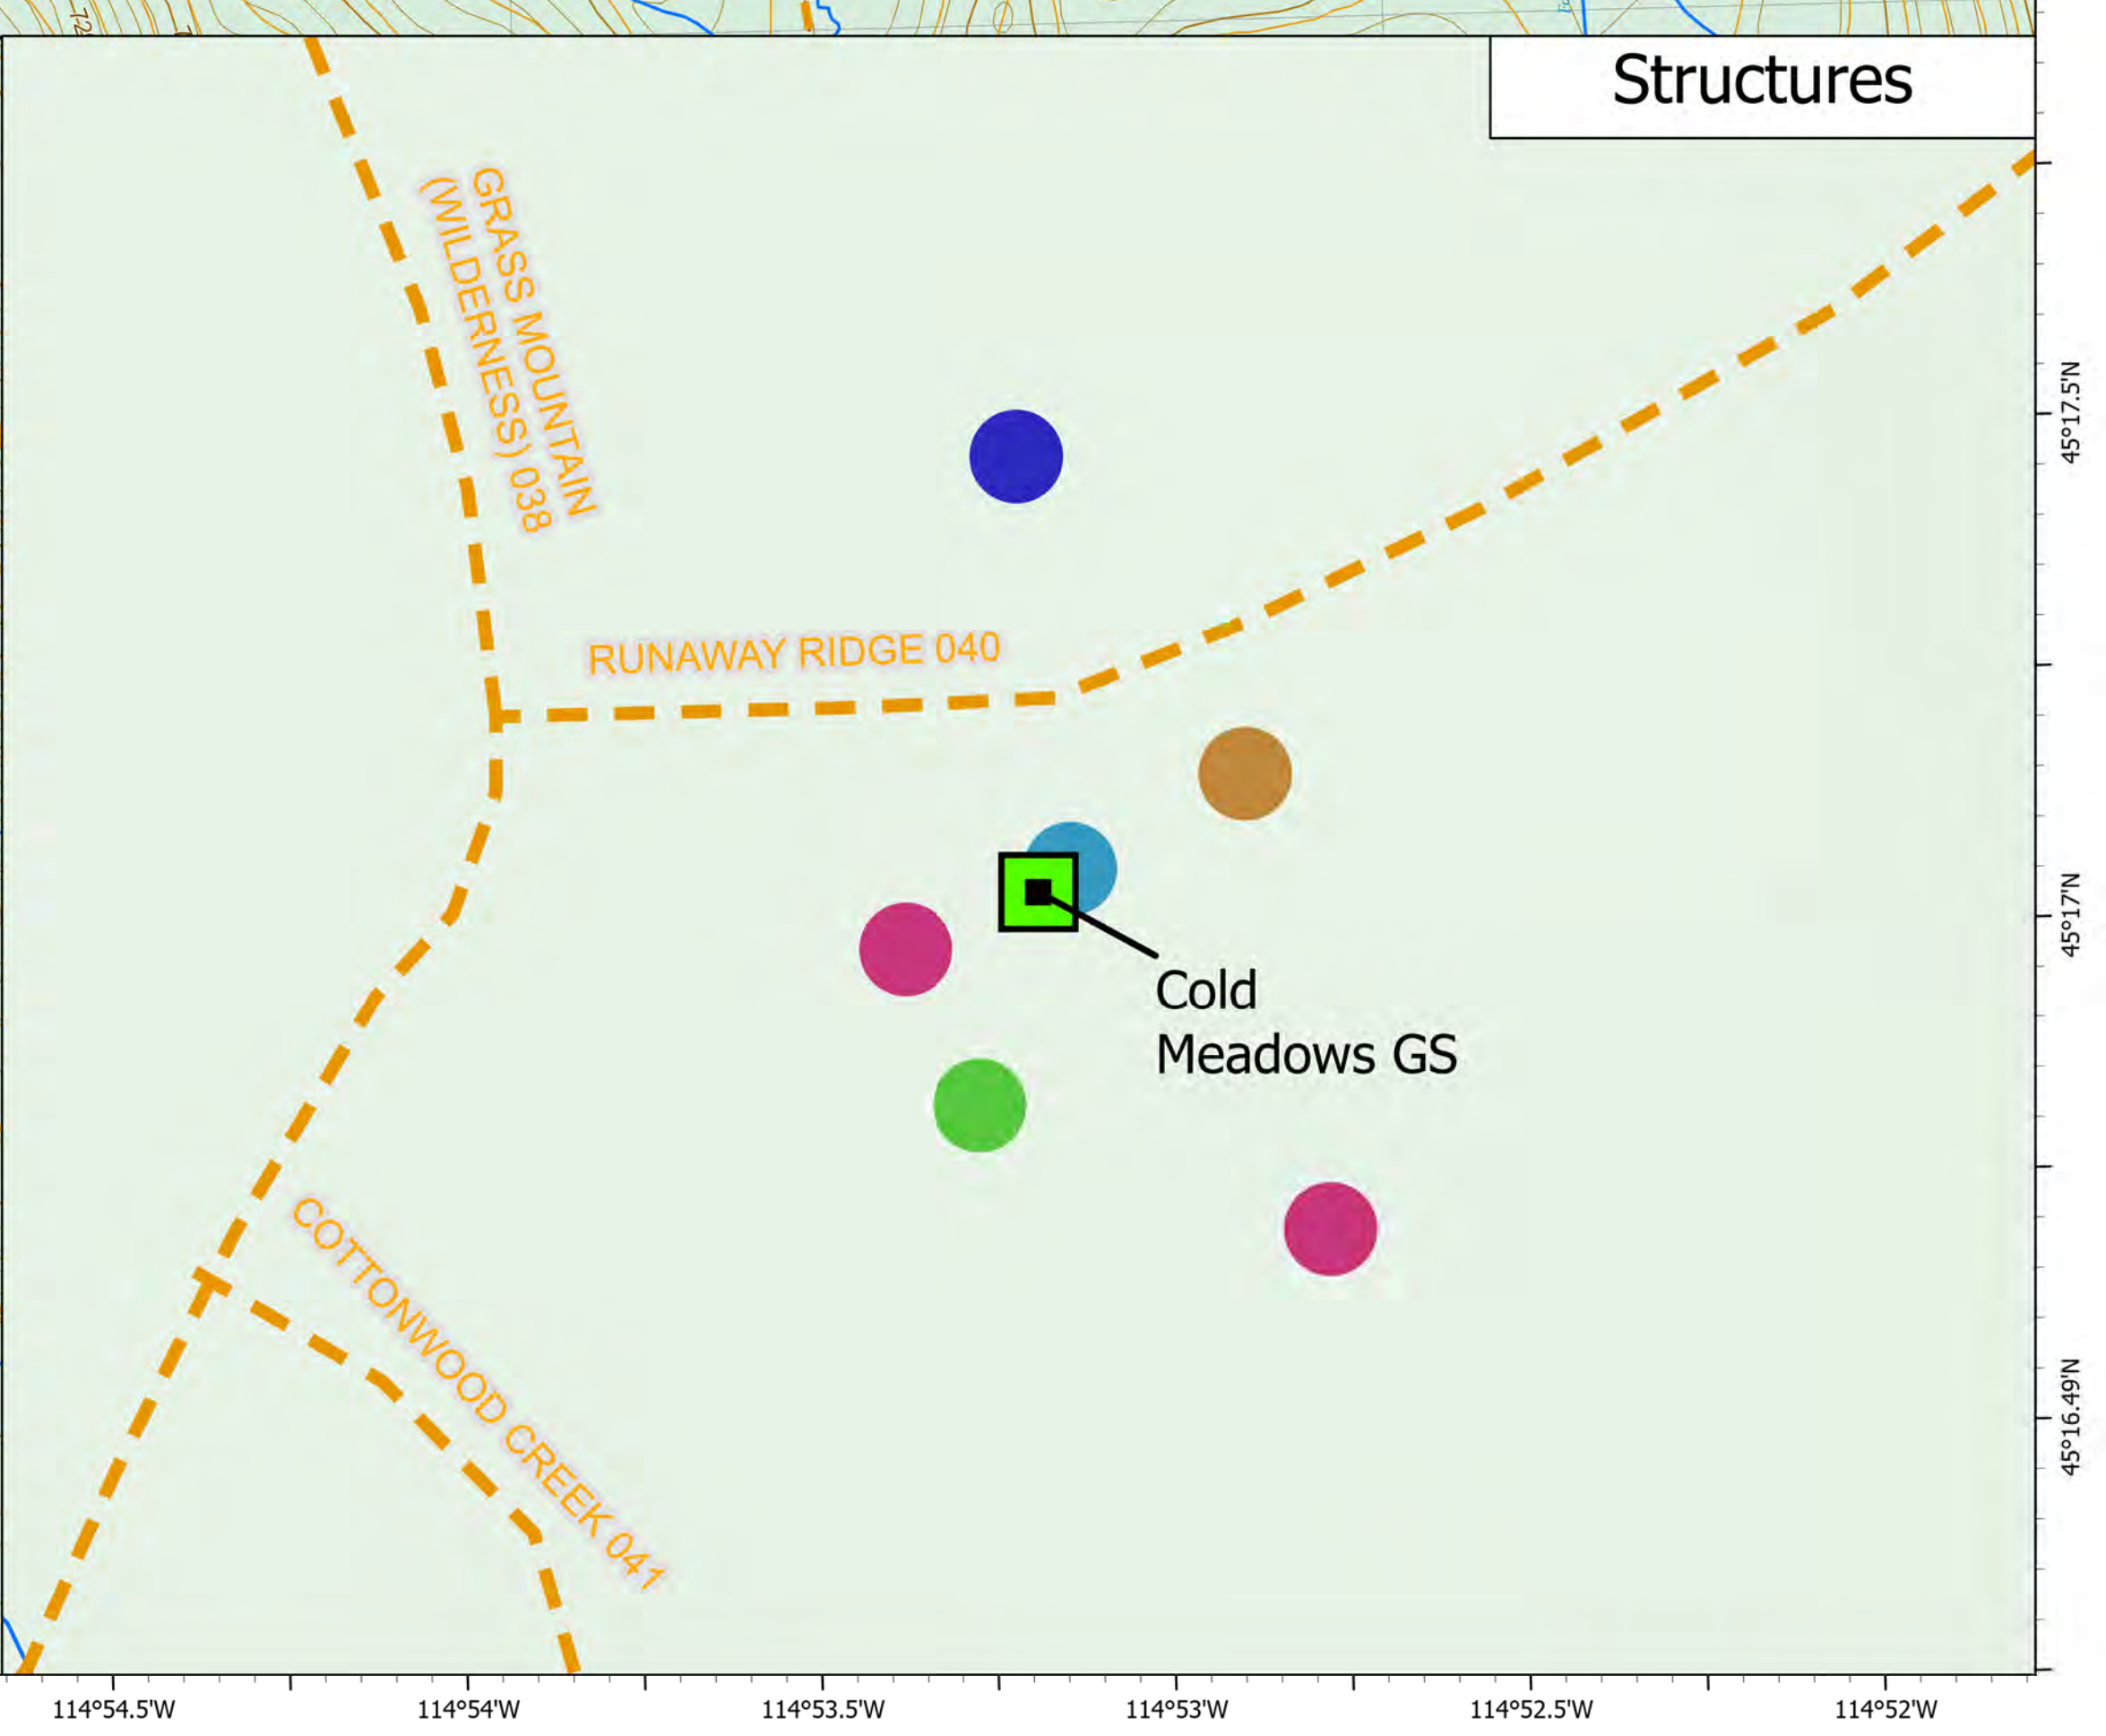 Structures
GRASS MOUNTAIN
(WILDERNESS) 038
RUNAWAY RIDGE 040
Cold
Meadows GS
COTTONWOOD CREEK 041
45°17.5'N
45°17'N
45°16.49'N
114°54.5'W
114°54'W
114°53.5'W
114°53'W
114°52.5'W
114°52'W